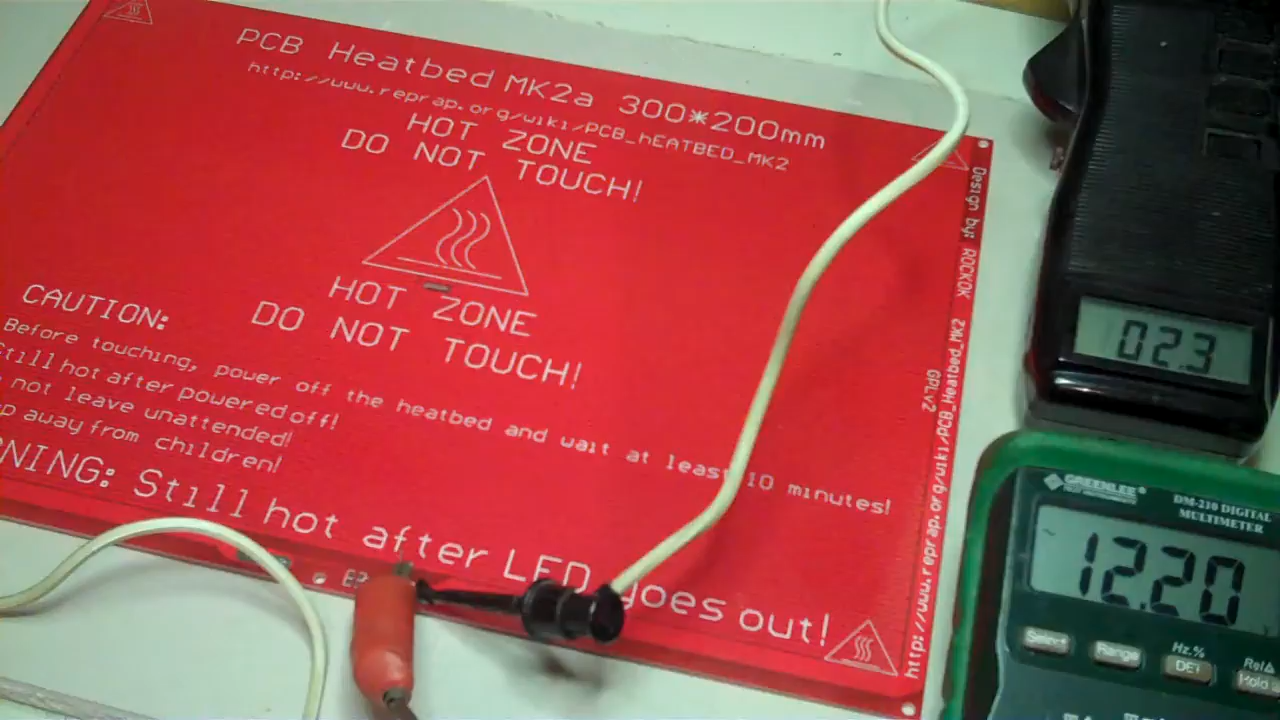 PCB Heatbed MK2a 300*200mm
http://www.reprap.org/wiki/PCB_hEATBED_MK2
HOT ZONE
DO NOT TOUCH!
HOT ZONE
DO NOT TOUCH!
CAUTION:
Before touching, power off the heatbed and wait at least 10 minutes!
Still hot after powered off!
not leave unattended!
away from children!
Still hot after LED goes out!
Design by: ROCKOK
GPLv2
http://www.reprap.org/wiki/PCB_Heatbed_MK2
02.3
GREENLEE
DM-210 DIGITAL
MULTIMETER
12.20
Select
Range
Hz.%
Rel△
Hold